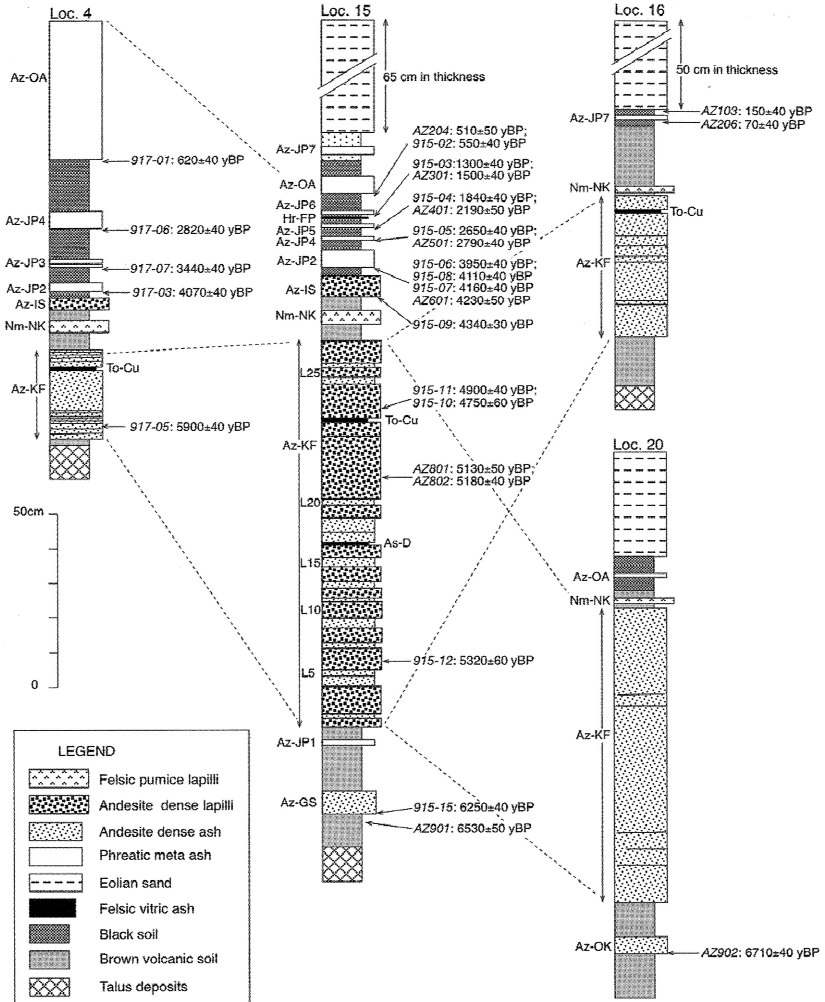 Loc. 4
Az-OA
917-01: 620±40 yBP
Az-JP4
917-06: 2820±40 yBP
Az-JP3
917-07: 3440±40 yBP
Az-JP2
917-03: 4070±40 yBP
Az-IS
Nm-NK
To-Cu
Az-KF
917-05: 5900±40 yBP
50cm
0
LEGEND
Felsic pumice lapilli
Andesite dense lapilli
Andesite dense ash
Phreatic meta ash
Eolian sand
Felsic vitric ash
Black soil
Brown volcanic soil
Talus deposits
Loc. 15
65 cm in thickness
Az-JP7
AZ204: 510±50 yBP;
915-02: 550±40 yBP
Az-OA
915-03: 1300±40 yBP;
AZ301: 1500±40 yBP
Az-JP6
Hr-FP
915-04: 1840±40 yBP;
AZ401: 2190±50 yBP
Az-JP5
Az-JP4
915-05: 2650±40 yBP;
AZ501: 2790±40 yBP
Az-JP2
915-06: 3950±40 yBP;
915-08: 4110±40 yBP
915-07: 4160±40 yBP
AZ601: 4230±50 yBP
Az-IS
915-09: 4340±30 yBP
Nm-NK
L25
915-11: 4900±40 yBP;
915-10: 4750±60 yBP
To-Cu
Az-KF
AZ801: 5130±50 yBP;
AZ802: 5180±40 yBP
L20
As-D
L15
L10
915-12: 5320±60 yBP
L5
Az-JP1
Az-GS
915-15: 6250±40 yBP
AZ901: 6530±50 yBP
Loc. 16
50 cm in thickness
Az-JP7
AZ103: 150±40 yBP
AZ206: 70±40 yBP
Nm-NK
To-Cu
Az-KF
Loc. 20
Az-OA
Nm-NK
Az-KF
Az-OK
AZ902: 6710±40 yBP